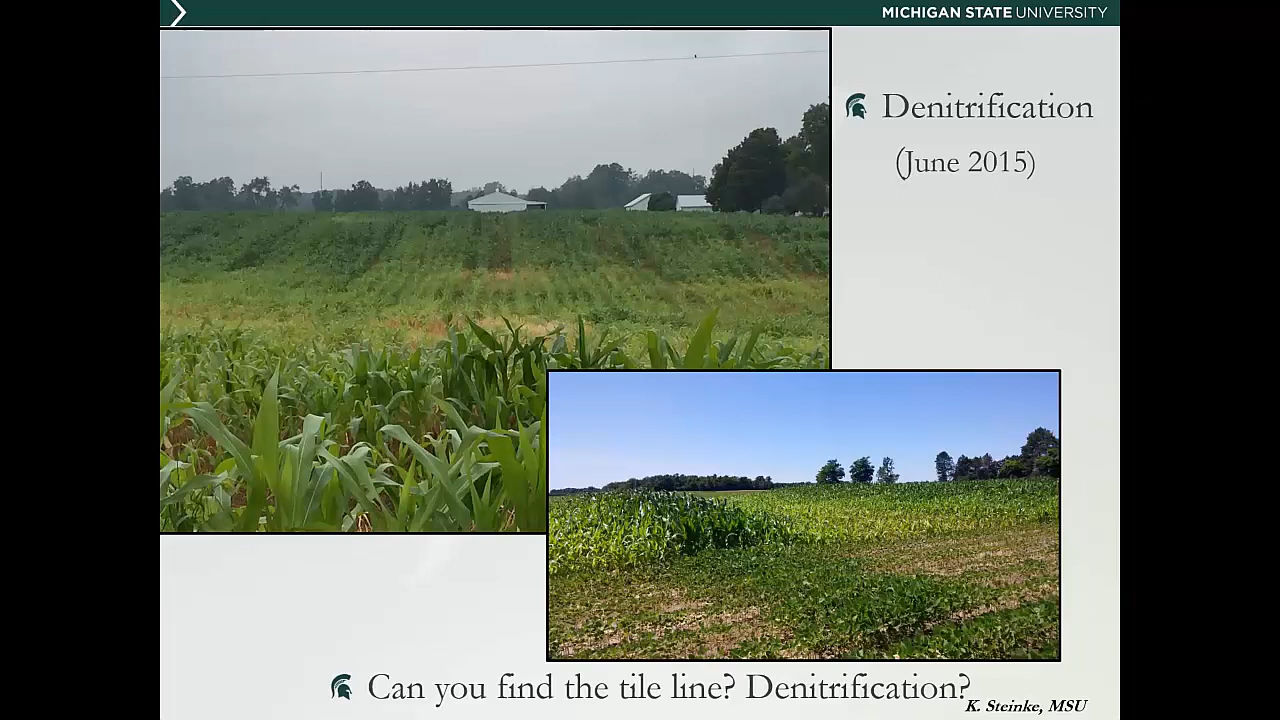 MICHIGAN STATE UNIVERSITY
Denitrification
(June 2015)
Can you find the tile line? Denitrification?
K. Steinke, MSU